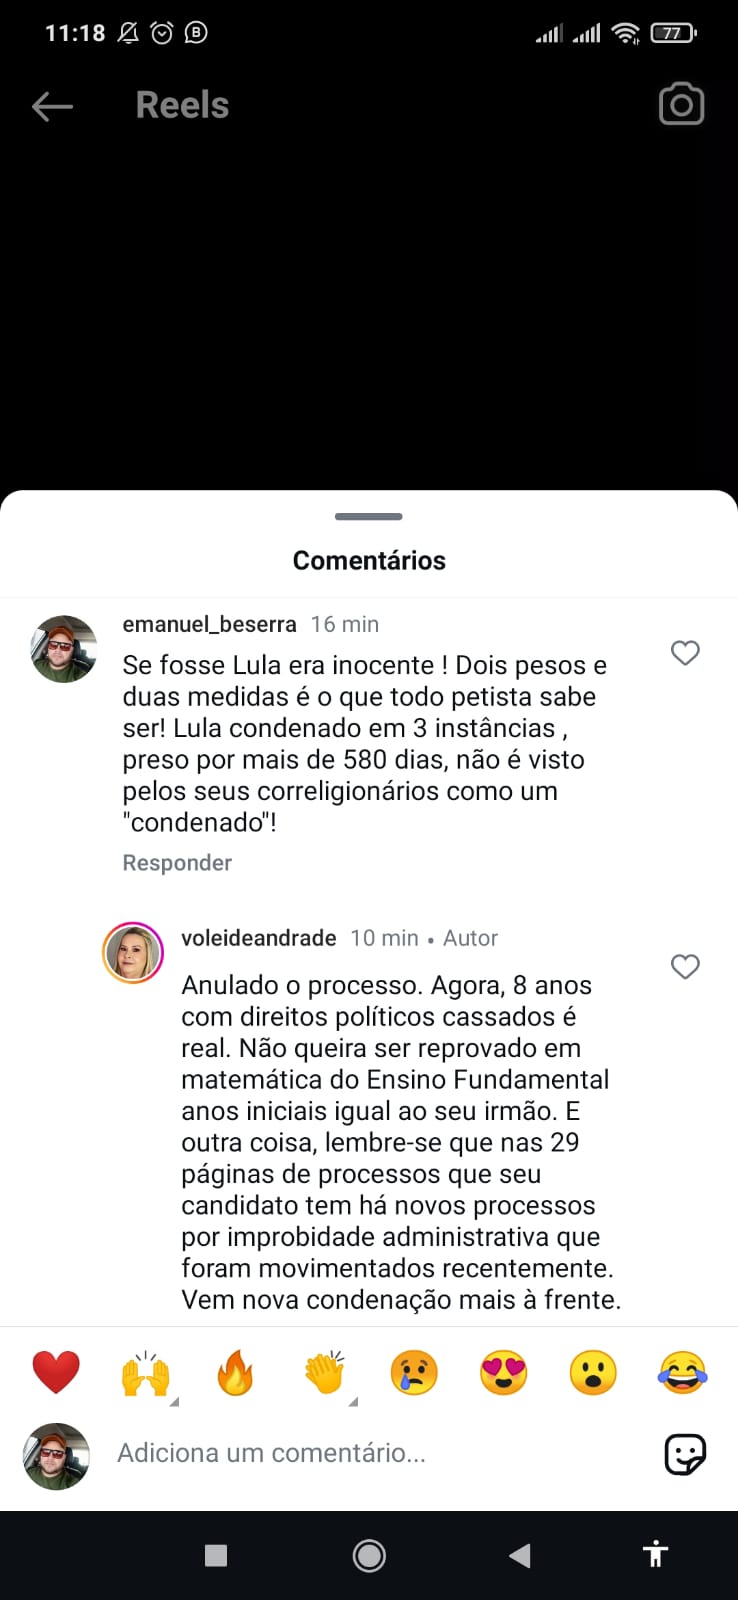 11:18
77
Reels
Comentários
emanuel_beserra 16 min
Se fosse Lula era inocente ! Dois pesos e
duas medidas é o que todo petista sabe
ser! Lula condenado em 3 instâncias ,
preso por mais de 580 dias, não é visto
pelos seus correligionários como um
"condenado"!
Responder
voleideandrade 10 min • Autor
Anulado o processo. Agora, 8 anos
com direitos políticos cassados é
real. Não queira ser reprovado em
matemática do Ensino Fundamental
anos iniciais igual ao seu irmão. E
outra coisa, lembre-se que nas 29
páginas de processos que seu
candidato tem há novos processos
por improbidade administrativa que
foram movimentados recentemente.
Vem nova condenação mais à frente.
Adiciona um comentário...